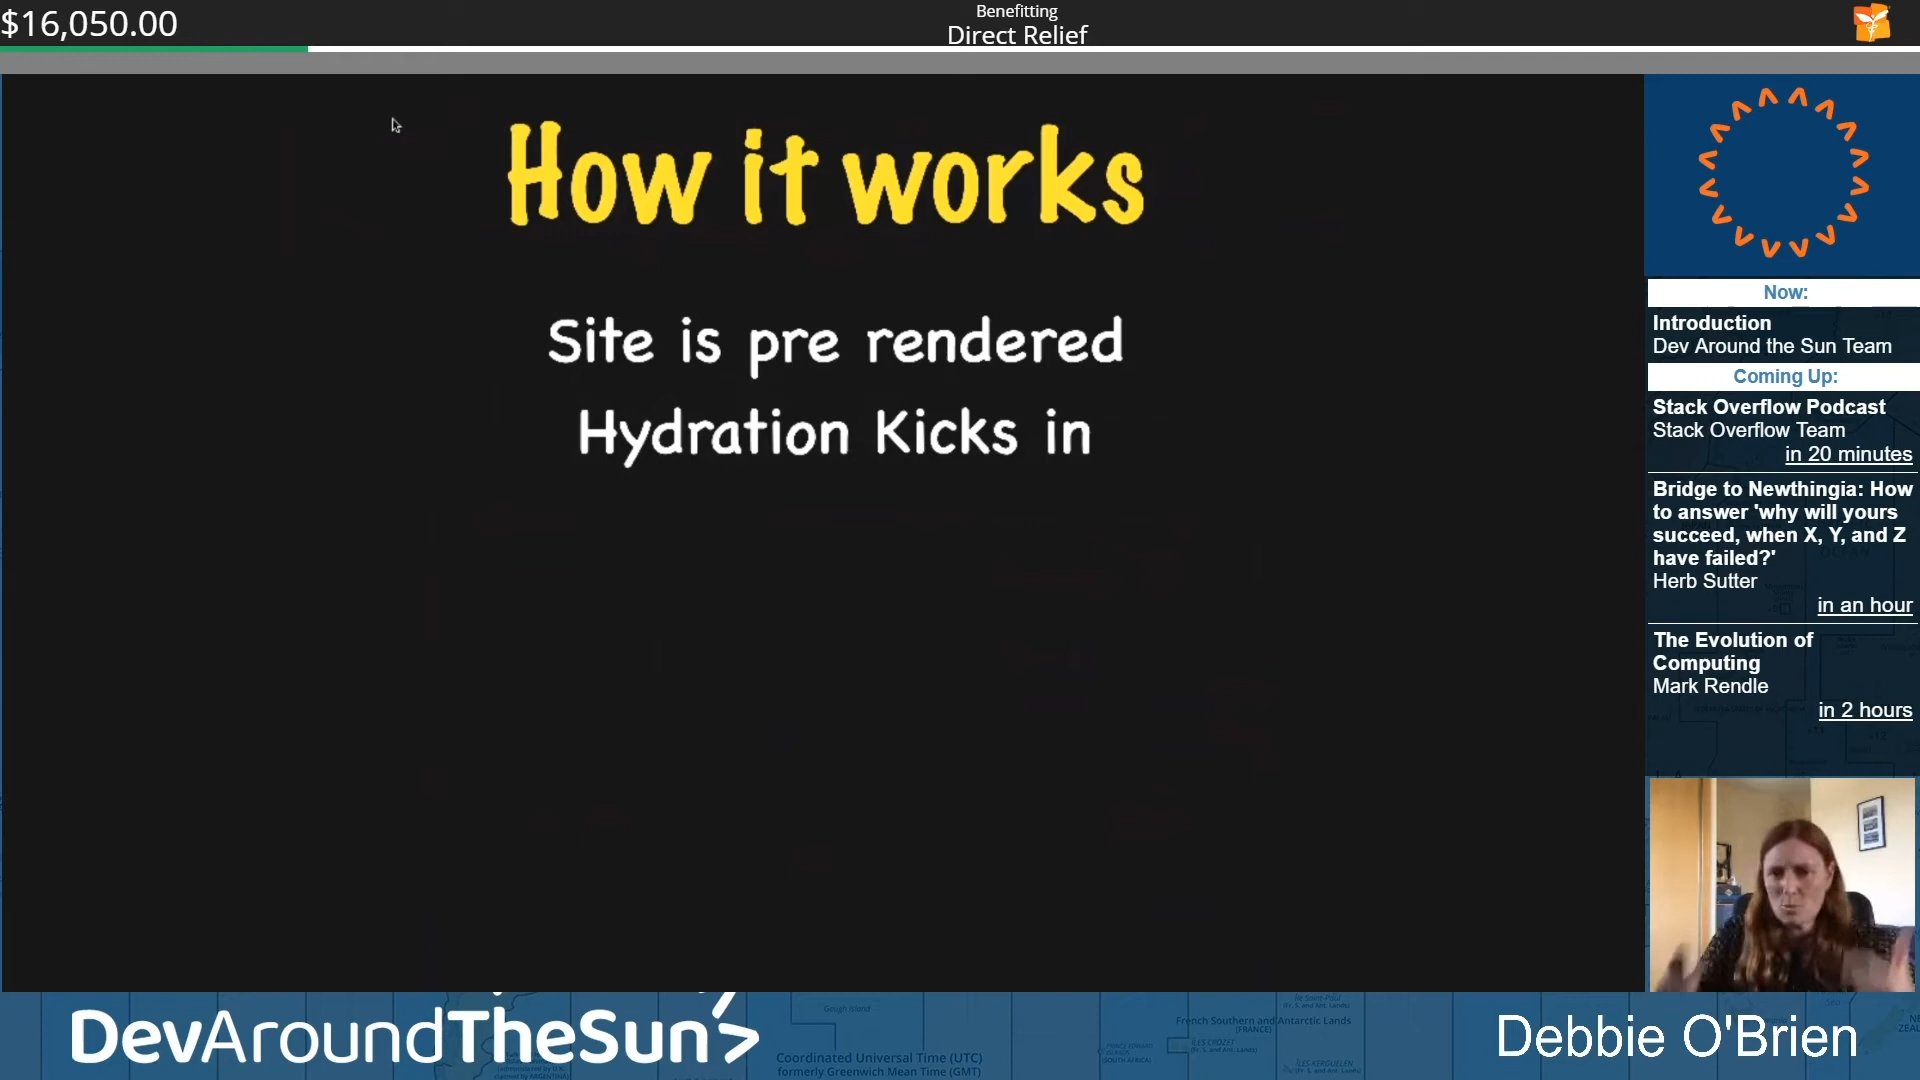 $16,050.00
Benefitting
Direct Relief
How it works
Site is pre rendered
Hydration Kicks in
Now:
Introduction
Dev Around the Sun Team
Coming Up:
Stack Overflow Podcast
Stack Overflow Team
in 20 minutes
Bridge to Newthingia: How
to answer 'why will yours
succeed, when X, Y, and Z
have failed?'
Herb Sutter
in an hour
The Evolution of
Computing
Mark Rendle
in 2 hours
DevAroundTheSun
Gough Island
Coordinated Universal Time (UTC)
formerly Greenwich Mean Time (GMT)
French Southern and Antarctic Lands
(FRANCE)
Debbie O'Brien